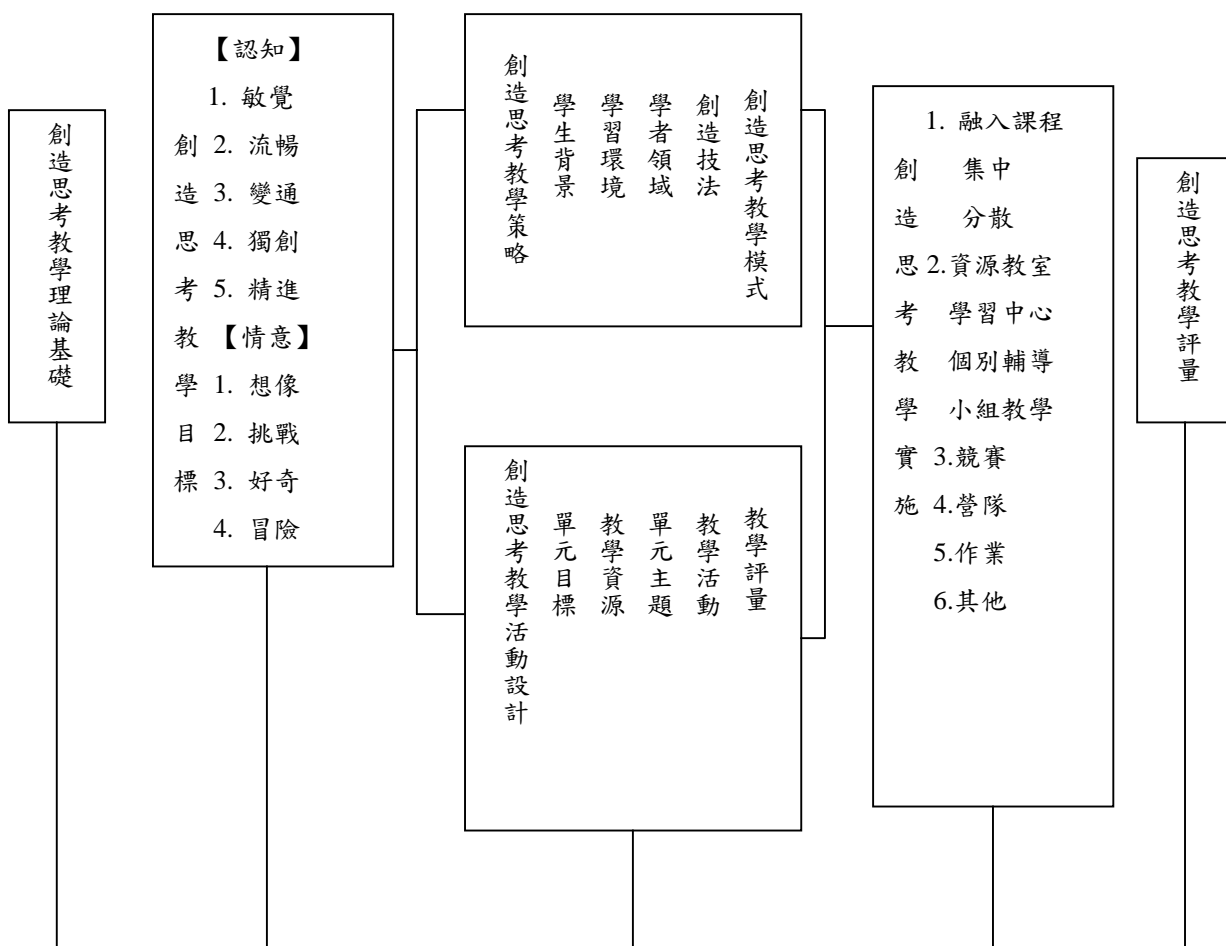 創造思考教學理論基礎
創造思考教學目標
【認知】
1. 敏覺
2. 流暢
3. 變通
4. 獨創
5. 精進
【情意】
1. 想像
2. 挑戰
3. 好奇
4. 冒險
創造思考教學策略
學生背景
學習環境
學者領域
創造技法
創造思考教學模式
創造思考教學活動設計
單元目標
教學資源
單元主題
教學活動
教學評量
創造思考教學實施
1. 融入課程
集中
分散
2.資源教室
學習中心
個別輔導
小組教學
3.競賽
4.營隊
5.作業
6.其他
創造思考教學評量